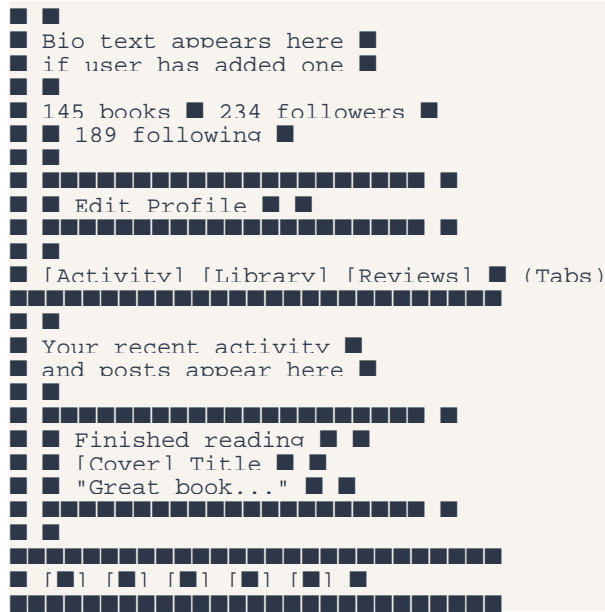 ■ ■
■ Bio text appears here ■
■ if user has added one ■
■ ■
■ 145 books ■ 234 followers ■
■ ■ 189 following ■
■ ■
■ ■■■■■■■■■■■■■■■■■■■■■ ■
■ ■ Edit Profile ■ ■
■ ■■■■■■■■■■■■■■■■■■■■■ ■
■ ■
■ [Activity] [Library] [Reviews] ■ (Tabs)
■■■■■■■■■■■■■■■■■■■■■■■■■■■
■ ■
■ Your recent activity ■
■ and posts appear here ■
■ ■
■ ■■■■■■■■■■■■■■■■■■■■■ ■
■ ■ Finished reading ■ ■
■ ■ [Cover] Title ■ ■
■ ■ "Great book..." ■ ■
■ ■■■■■■■■■■■■■■■■■■■■■ ■
■ ■
■■■■■■■■■■■■■■■■■■■■■■■■■■■
■ [■] [■] [■] [■] [■] ■
■■■■■■■■■■■■■■■■■■■■■■■■■■■